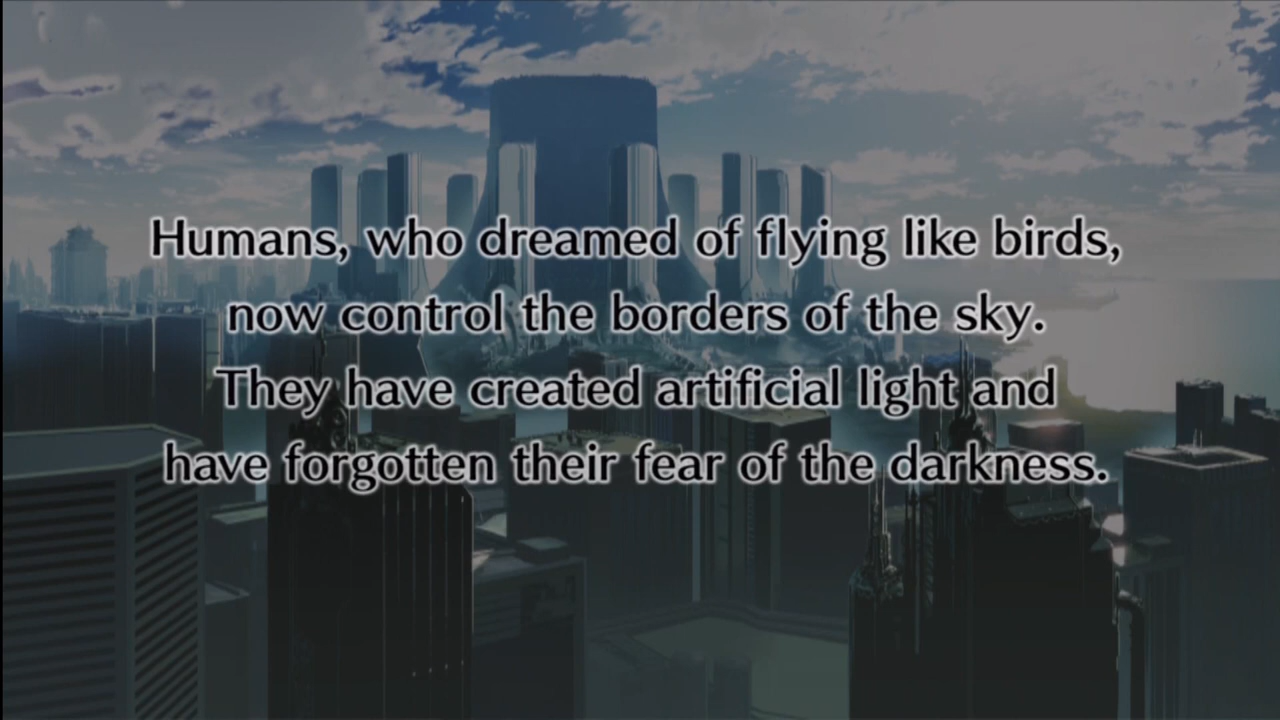 Humans, who dreamed of flying like birds,
now control the borders of the sky.
They have created artificial light and
have forgotten their fear of the darkness.